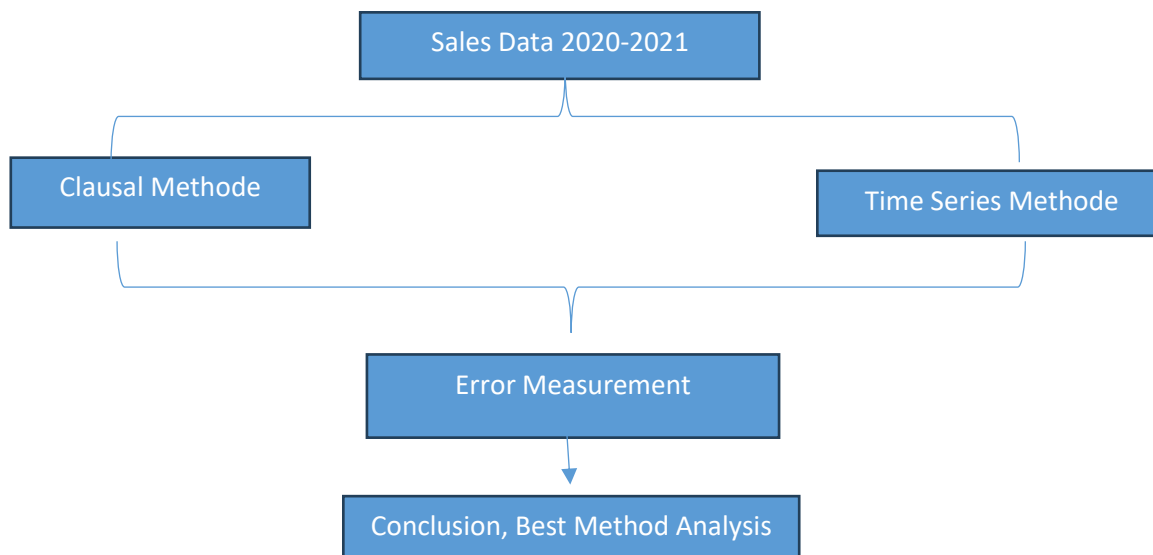 Sales Data 2020-2021
Clausal Methode
Time Series Methode
Error Measurement
Conclusion, Best Method Analysis